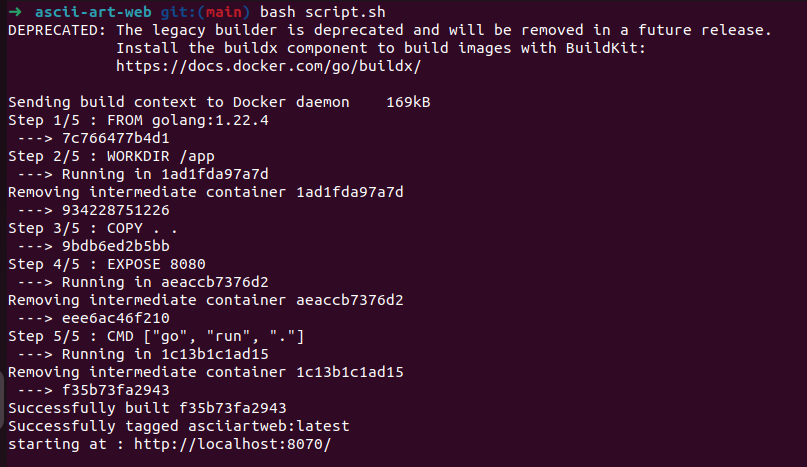 → ascii-art-web git:(main) bash script.sh
DEPRECATED: The legacy builder is deprecated and will be removed in a future release.
            Install the buildx component to build images with BuildKit:
            https://docs.docker.com/go/buildx/

Sending build context to Docker daemon    169kB
Step 1/5 : FROM golang:1.22.4
 ---> 7c766477b4d1
Step 2/5 : WORKDIR /app
 ---> Running in 1ad1fda97a7d
Removing intermediate container 1ad1fda97a7d
 ---> 934228751226
Step 3/5 : COPY . .
 ---> 9bdb6ed2b5bb
Step 4/5 : EXPOSE 8080
 ---> Running in aeaccb7376d2
Removing intermediate container aeaccb7376d2
 ---> eee6ac46f210
Step 5/5 : CMD ["go", "run", "."]
 ---> Running in 1c13b1c1ad15
Removing intermediate container 1c13b1c1ad15
 ---> f35b73fa2943
Successfully built f35b73fa2943
Successfully tagged asciiartweb:latest
starting at : http://localhost:8070/